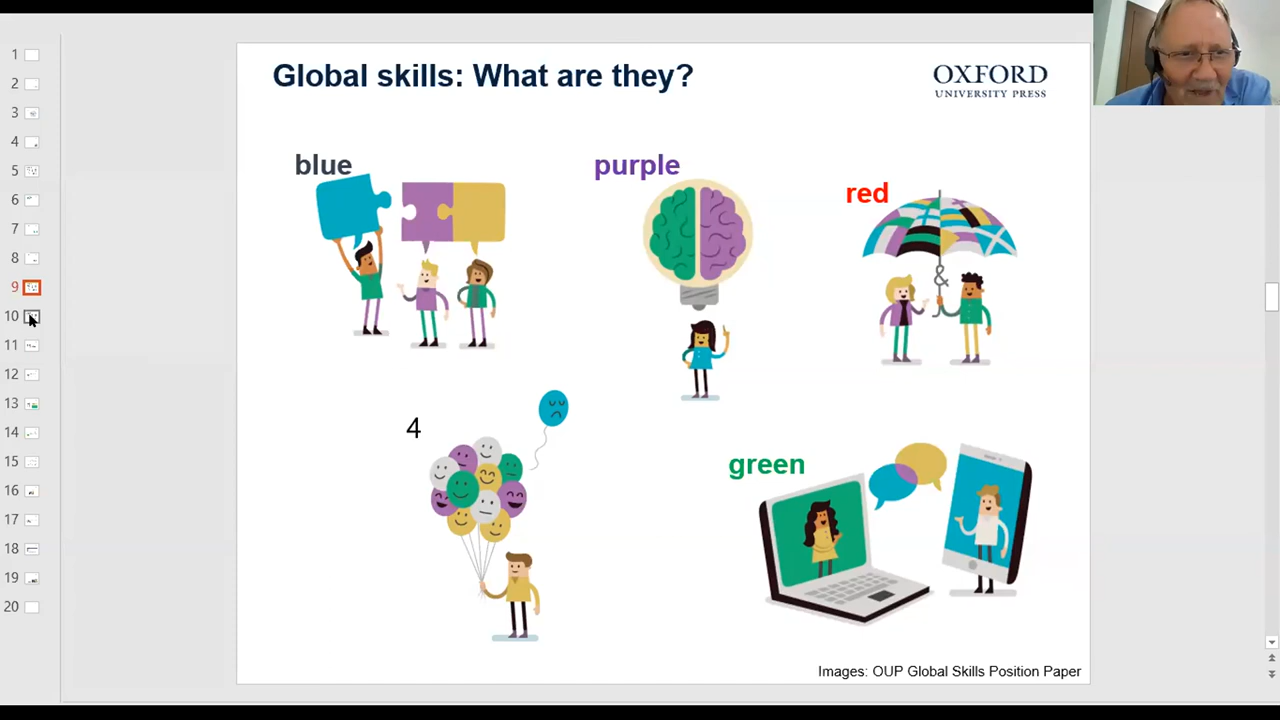 1
2
3
4
5
6
7
8
9
10
11
12
13
14
15
16
17
18
19
20
Global skills: What are they?
OXFORD
UNIVERSITY PRESS
blue
purple
red
&
4
green
Images: OUP Global Skills Position Paper